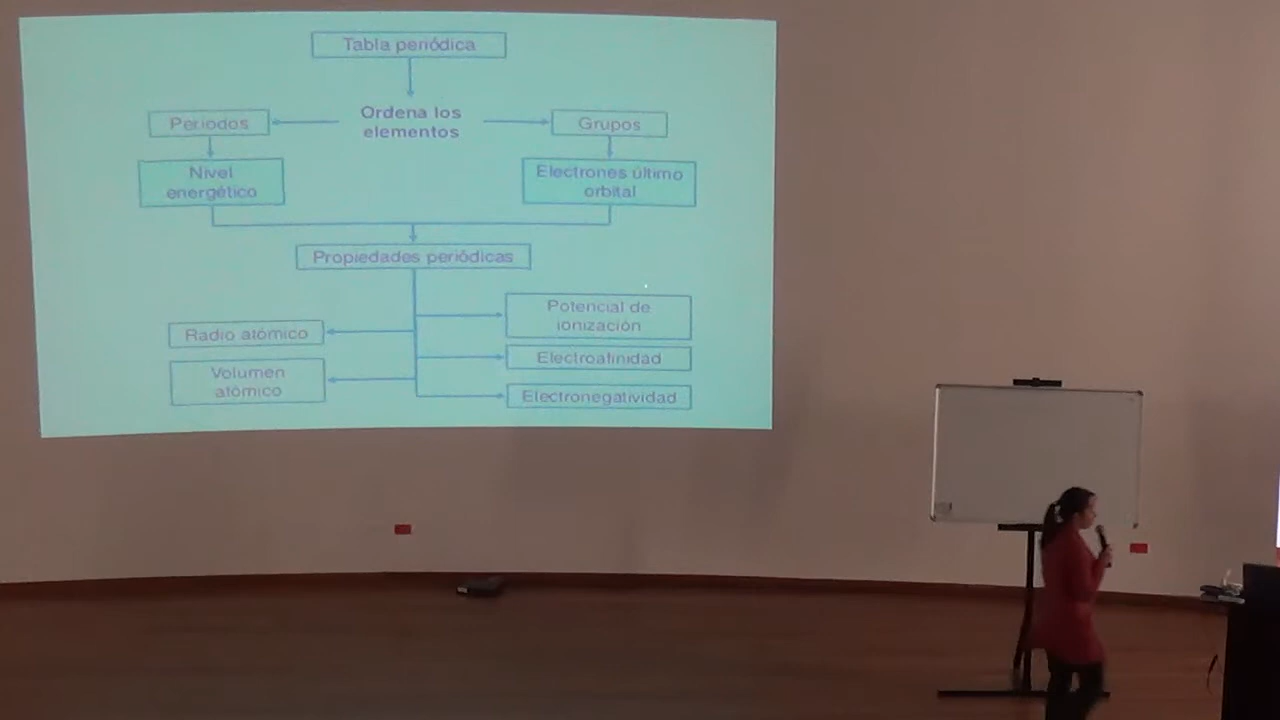 Tabla periódica
Ordena los
elementos
Periodos
Grupos
Nivel
energético
Electrones último
orbital
Propiedades periódicas
Radio atómico
Volumen
atómico
Potencial de
ionización
Electroafinidad
Electronegatividad